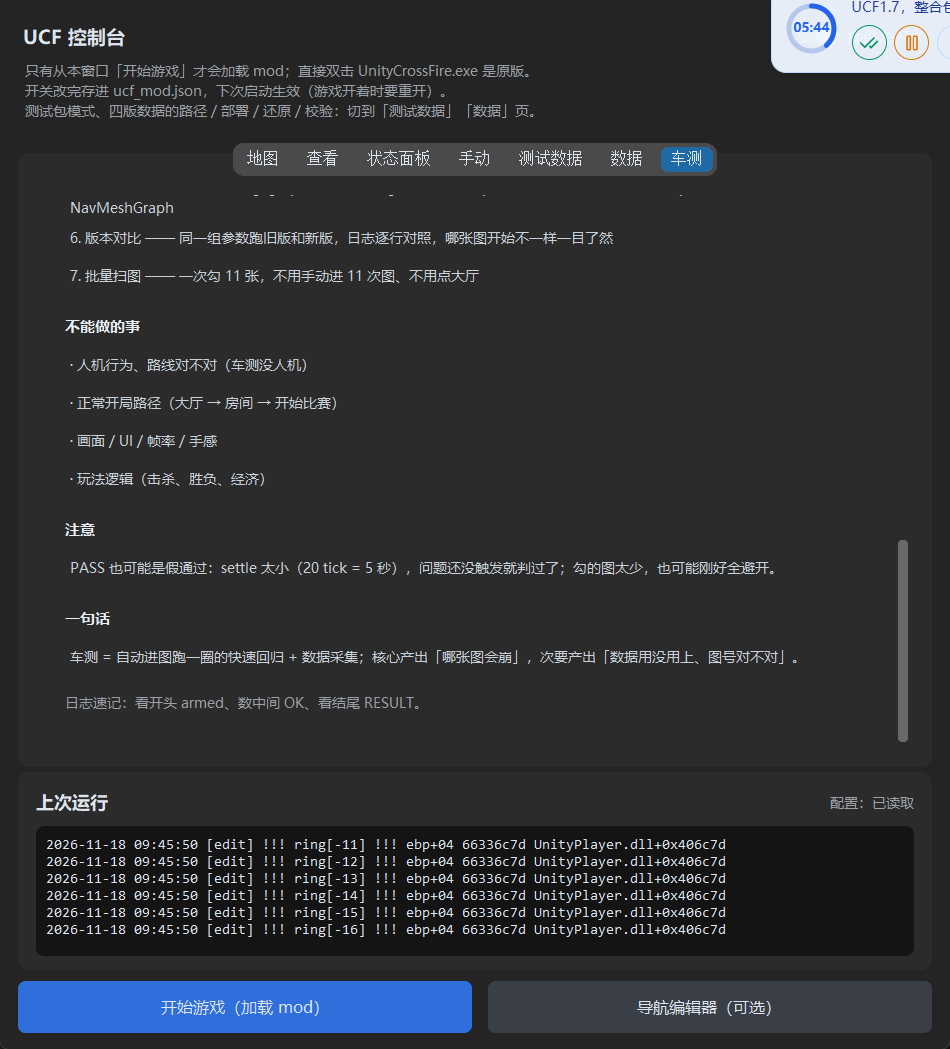 UCF 控制台
UCF1.7，整合
05:44
只有从本窗口「开始游戏」才会加载 mod；直接双击 UnityCrossFire.exe 是原版。
开关改完存进 ucf_mod.json，下次启动生效（游戏开着时要重开）。
测试包模式、四版数据的路径 / 部署 / 还原 / 校验：切到「测试数据」「数据」页。
地图 查看 状态面板 手动 测试数据 数据 车测
NavMeshGraph
6. 版本对比 —— 同一组参数跑旧版和新版，日志逐行对照，哪张图开始不一样一目了然
7. 批量扫图 —— 一次勾 11 张，不用手动进 11 次图、不用点大厅
不能做的事
· 人机行为、路线对不对（车测没人机）
· 正常开局路径（大厅 → 房间 → 开始比赛）
· 画面 / UI / 帧率 / 手感
· 玩法逻辑（击杀、胜负、经济）
注意
PASS 也可能是假通过：settle 太小（20 tick = 5 秒），问题还没触发就判过了；勾的图太少，也可能刚好全避开。
一句话
车测 = 自动进图跑一圈的快速回归 + 数据采集；核心产出「哪张图会崩」，次要产出「数据用没用上、图号对不对」。
日志速记：看开头 armed、数中间 OK、看结尾 RESULT。
上次运行
配置：已读取
2026-11-18 09:45:50 [edit] !!! ring[-11] !!! ebp+04 66336c7d UnityPlayer.dll+0x406c7d
2026-11-18 09:45:50 [edit] !!! ring[-12] !!! ebp+04 66336c7d UnityPlayer.dll+0x406c7d
2026-11-18 09:45:50 [edit] !!! ring[-13] !!! ebp+04 66336c7d UnityPlayer.dll+0x406c7d
2026-11-18 09:45:50 [edit] !!! ring[-14] !!! ebp+04 66336c7d UnityPlayer.dll+0x406c7d
2026-11-18 09:45:50 [edit] !!! ring[-15] !!! ebp+04 66336c7d UnityPlayer.dll+0x406c7d
2026-11-18 09:45:50 [edit] !!! ring[-16] !!! ebp+04 66336c7d UnityPlayer.dll+0x406c7d
开始游戏（加载 mod）
导航编辑器（可选）